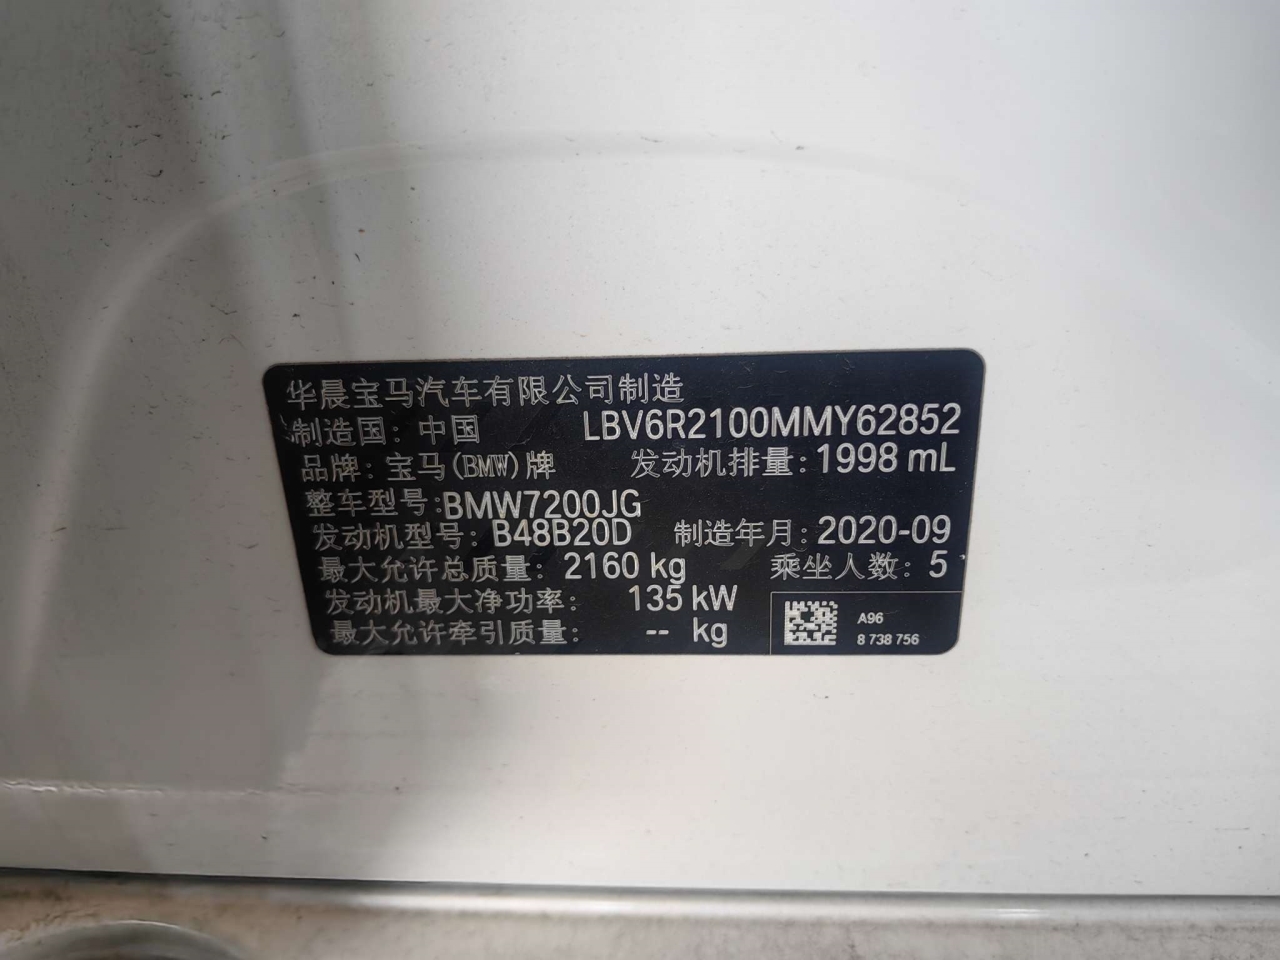 华晨宝马汽车有限公司制造
制造国: 中国 LBV6R2100MMY62852
品牌: 宝马(BMW)牌 发动机排量: 1998 mL
整车型号:BMW7200JG
发动机型号: B48B20D 制造年月: 2020-09
最大允许总质量: 2160 kg 乘坐人数: 5
发动机最大净功率: 135 kW
最大允许牵引质量: -- kg
A96
8 738 756